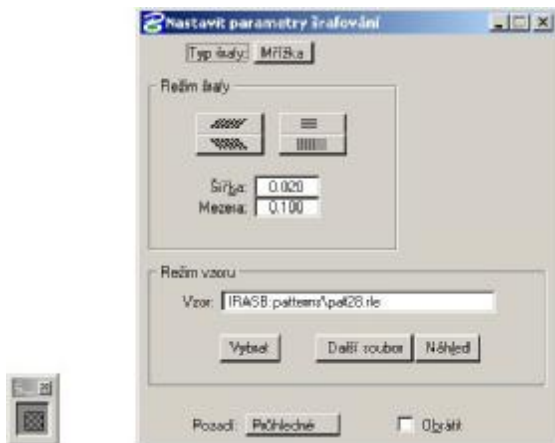 Nastavit parametry šrafování
Typ šrafy: Mřížka
Režim šrafy
Šířka: 0.020
Mezera: 0.100
Režim vzoru
Vzor: IRASB:patterns\pat28.rle
Vybrat Další soubor Náhled
Pozadí: Průhledné Obrátit